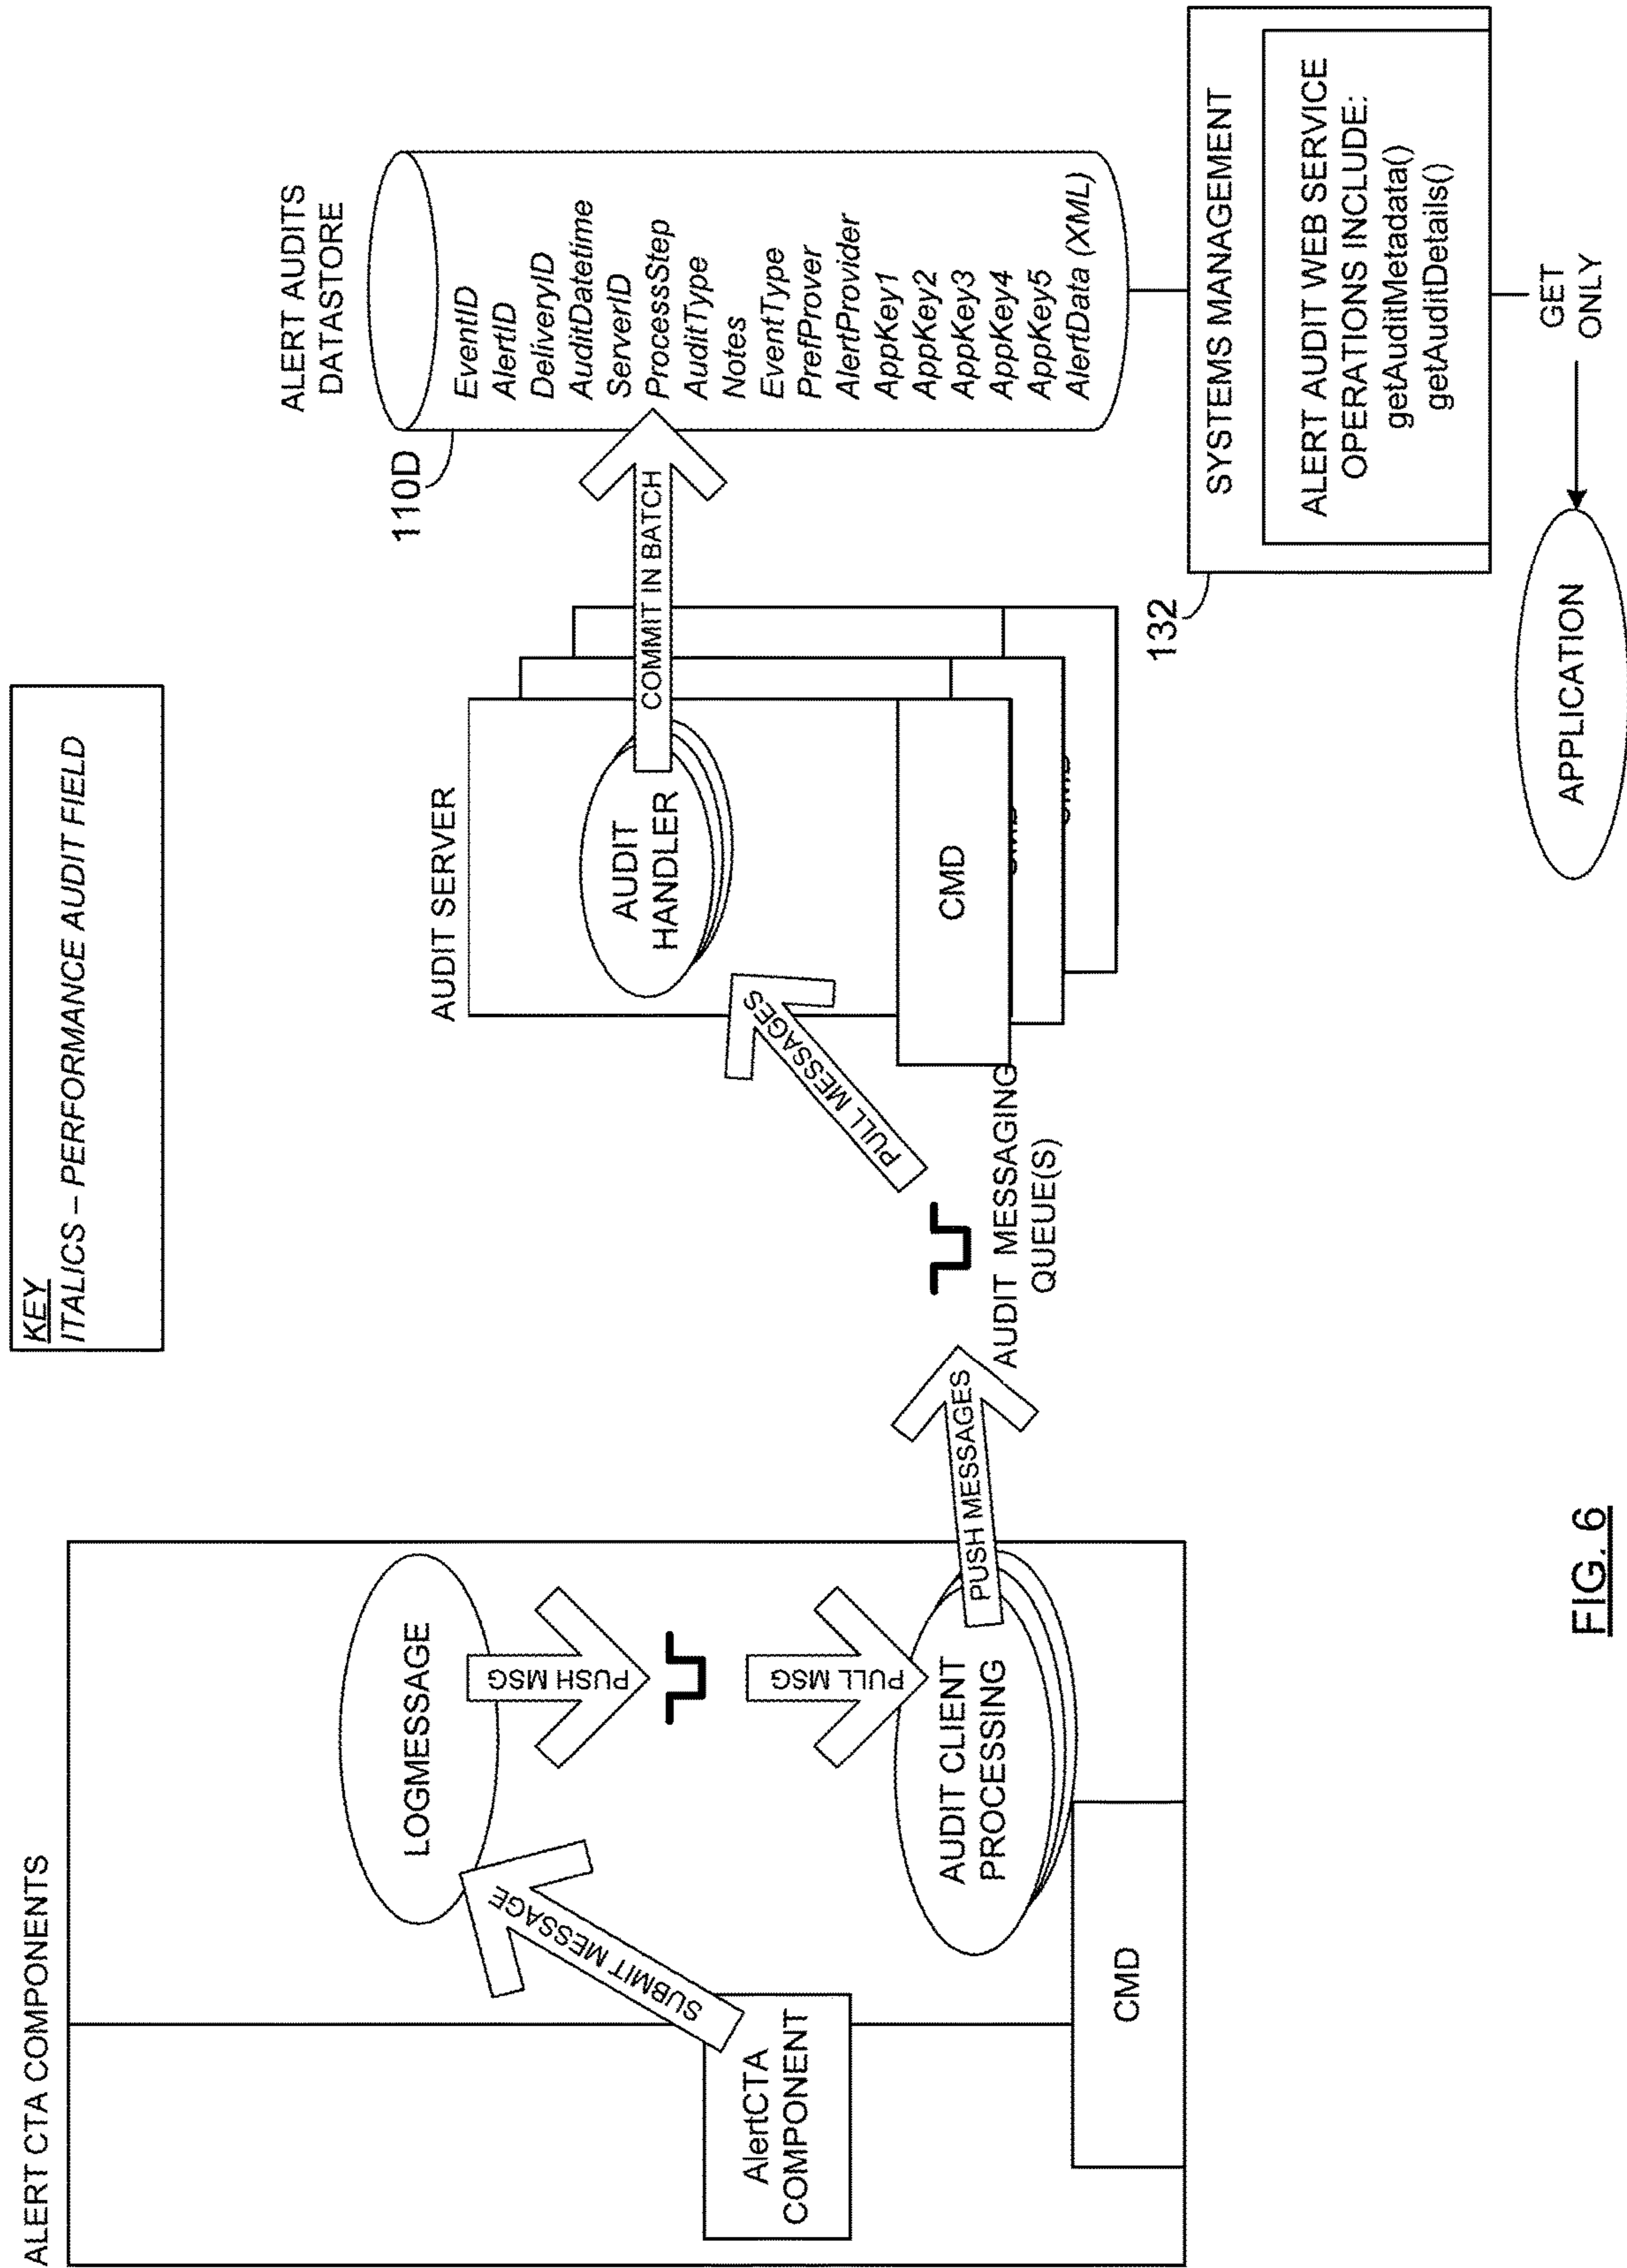 KEY
ITALICS – PERFORMANCE AUDIT FIELD
ALERT CTA COMPONENTS
AlertCTA
COMPONENT
SUBMIT MESSAGE
LOGMESSAGE
PUSH MSG
PULL MSG
AUDIT CLIENT
PROCESSING
CMD
PUSH MESSAGES
AUDIT MESSAGING
QUEUE(S)
PULL MESSAGES
AUDIT SERVER
AUDIT
HANDLER
CMD
COMMIT IN BATCH
ALERT AUDITS
DATASTORE
110D
EventID
AlertID
DeliveryID
AuditDatetime
ServerID
ProcessStep
AuditType
Notes
EventType
PrefProver
AlertProvider
AppKey1
AppKey2
AppKey3
AppKey4
AppKey5
AlertData (XML)
132
SYSTEMS MANAGEMENT
ALERT AUDIT WEB SERVICE
OPERATIONS INCLUDE:
getAuditMetadata()
getAuditDetails()
GET
ONLY
APPLICATION
FIG. 6